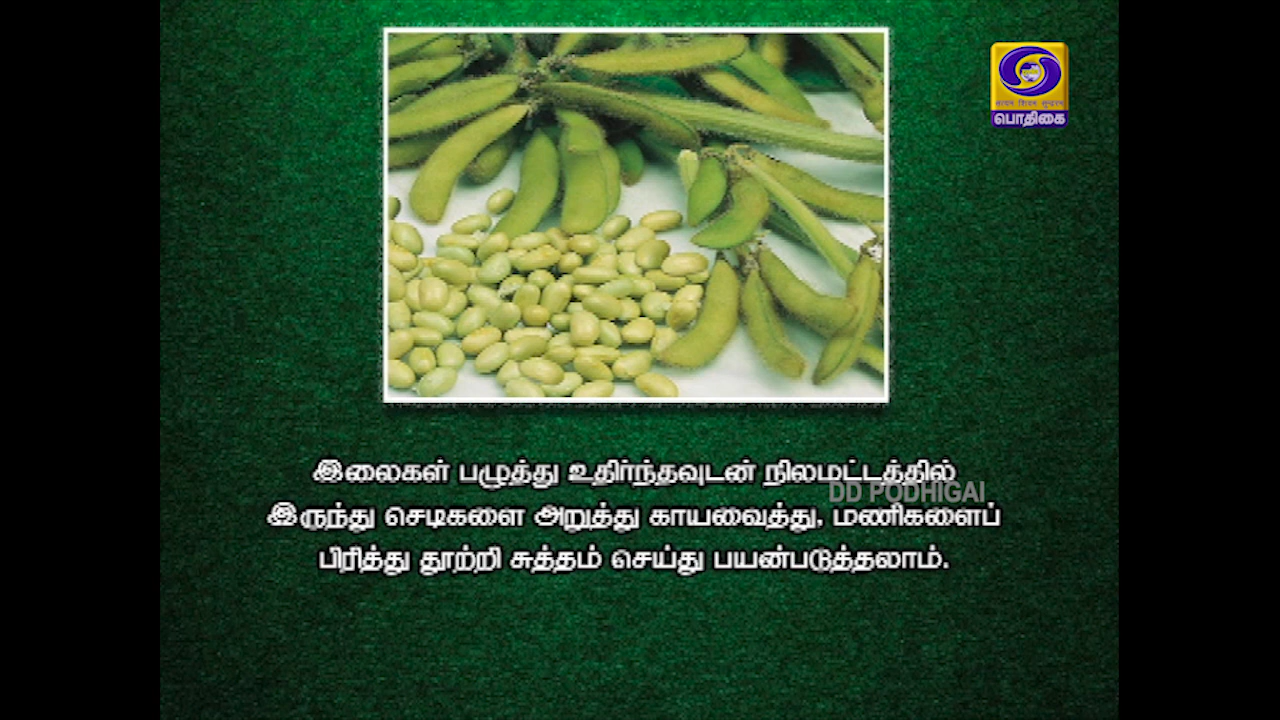 பொதிகை
இலைகள் பழுத்து உதிர்ந்தவுடன் நிலமட்டத்தில்
DD PODHIGAI
இருந்து செடிகளை அறுத்து காயவைத்து, மணிகளைப்
பிரித்து தூற்றி சுத்தம் செய்து பயன்படுத்தலாம்.